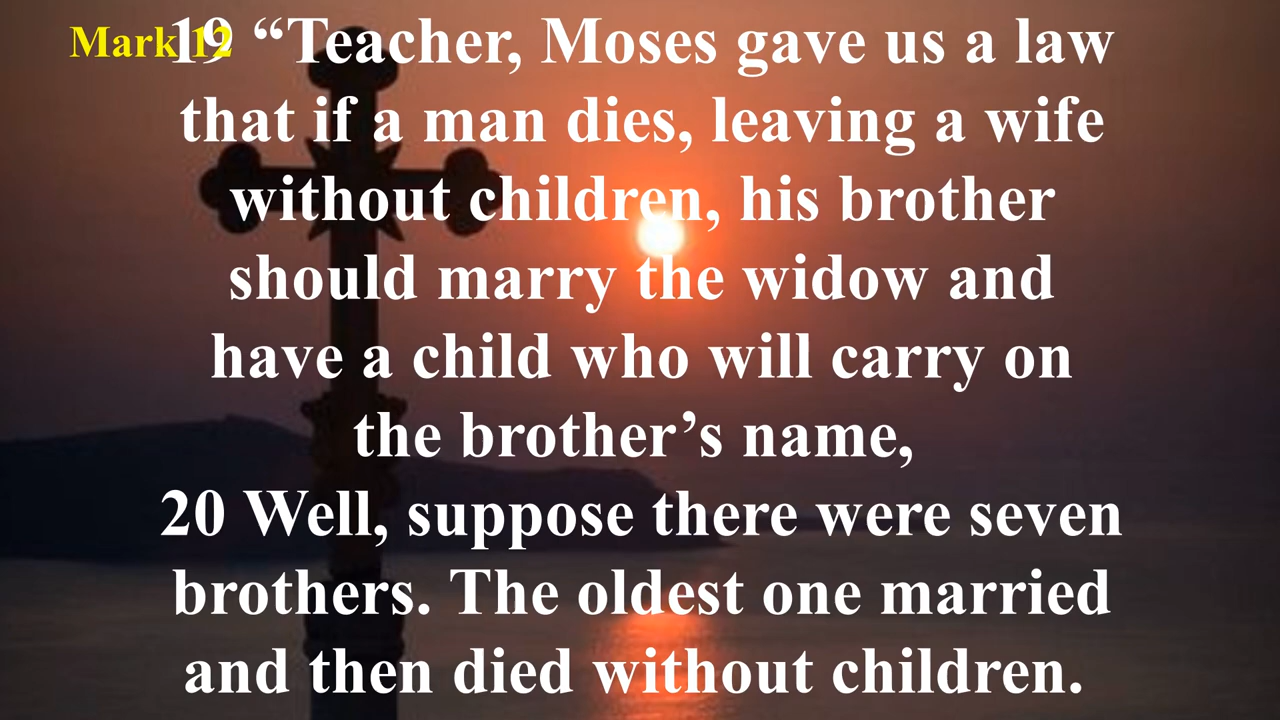 Mark 12
19 “Teacher, Moses gave us a law
that if a man dies, leaving a wife
without children, his brother
should marry the widow and
have a child who will carry on
the brother’s name,
20 Well, suppose there were seven
brothers. The oldest one married
and then died without children.